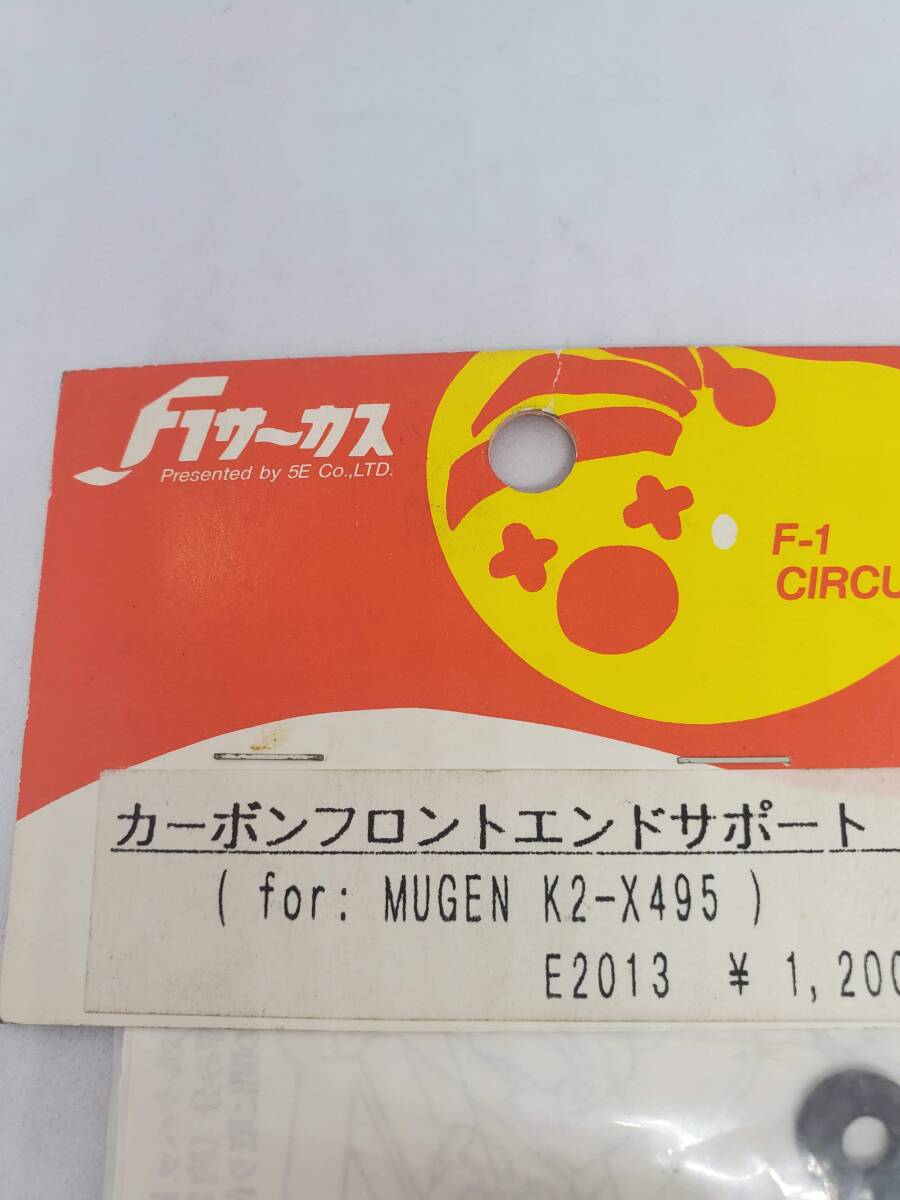 F1サーカス
Presented by 5E Co.,LTD.
F-1
CIRCU
カーボンフロントエンドサポート
( for: MUGEN K2-X495 )
E2013 ¥ 1,200